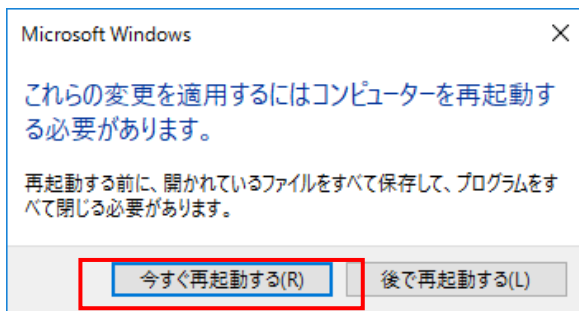 Microsoft Windows
これらの変更を適用するにはコンピューターを再起動す
る必要があります。
再起動する前に、開かれているファイルをすべて保存して、プログラムをす
べて閉じる必要があります。
今すぐ再起動する(R)
後で再起動する(L)